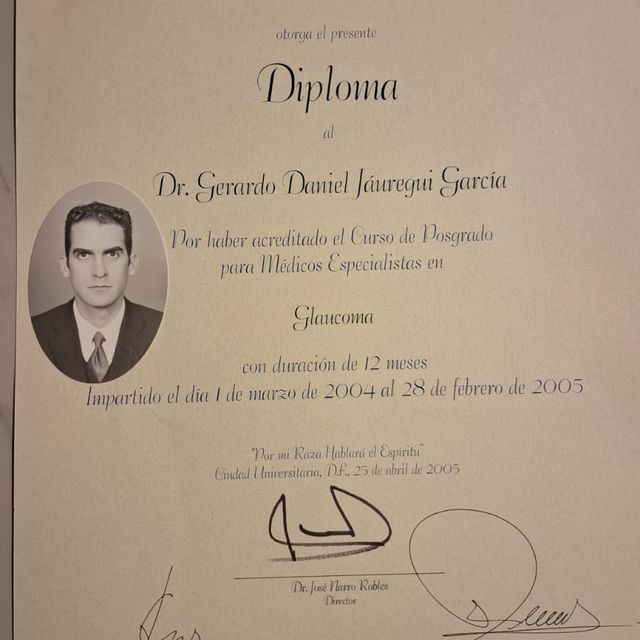 otorga el presente
Diploma
al
Dr. Gerardo Daniel Jáuregui García
Por haber acreditado el Curso de Posgrado
para Médicos Especialistas en
Glaucoma
con duración de 12 meses
Impartido el día 1 de marzo de 2004 al 28 de febrero de 2005
"Por mi Raza Hablará el Espíritu"
Ciudad Universitaria, D.F., 25 de abril de 2005
Dr. José Narro Robles
Director